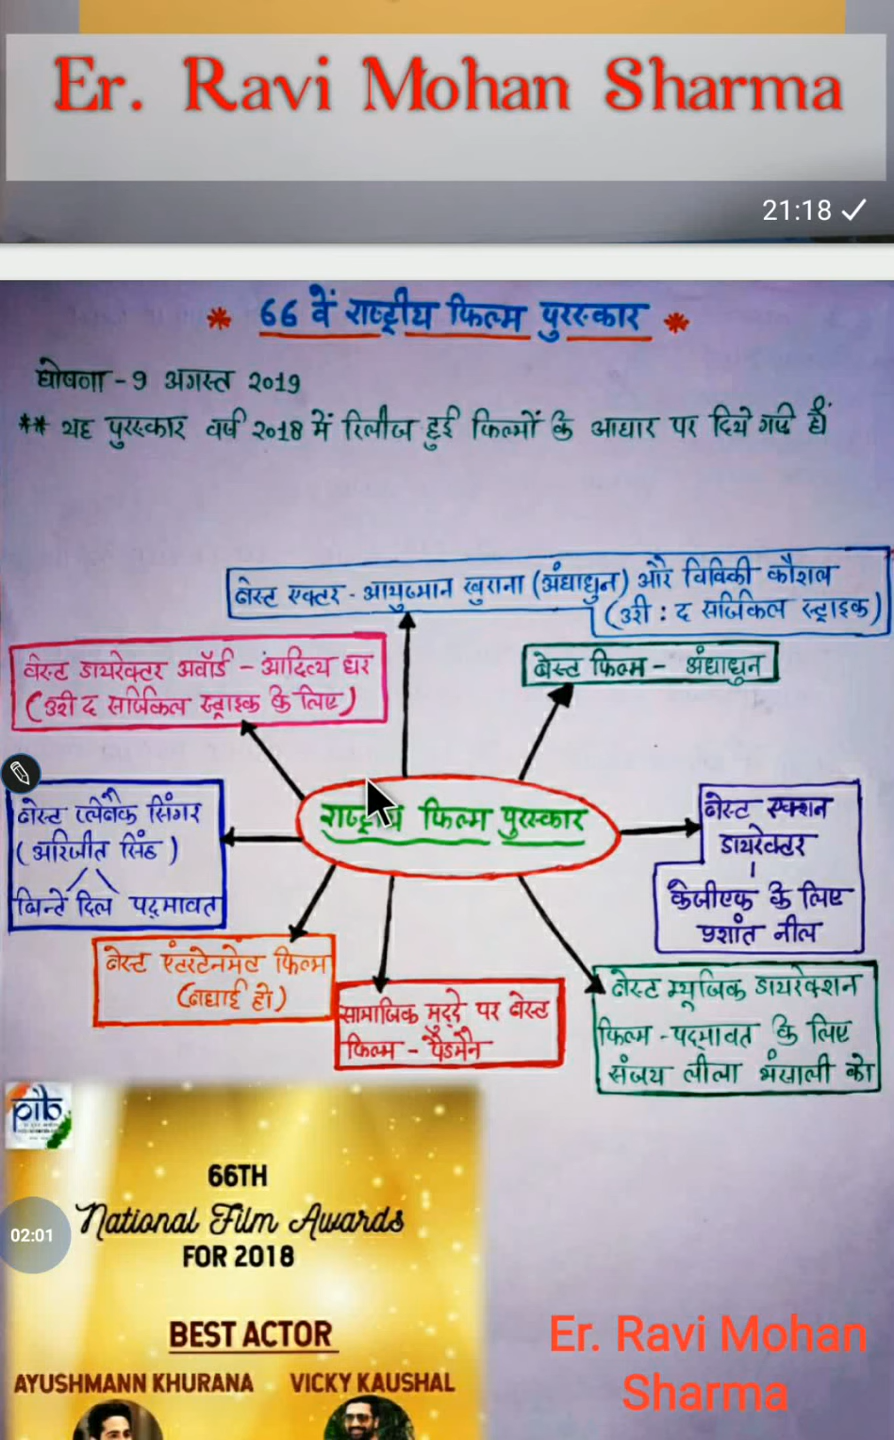 Er. Ravi Mohan Sharma
21:18
* 66 वें राष्ट्रीय फिल्म पुरस्कार *
घोषणा - 9 अगस्त 2019
** यह पुरस्कार वर्ष 2018 में रिलीज हुई फिल्मों के आधार पर दिये गए हैं
बेस्ट एक्टर - आयुष्मान खुराना (अंधाधुन) और विविकी कौशल
(उरी : द सर्जिकल स्ट्राइक)
बेस्ट डायरेक्टर अवॉर्ड - आदित्य धर
(उरी द सर्जिकल स्ट्राइक के लिए)
बेस्ट फिल्म - अंधाधुन
बेस्ट प्लेबैक सिंगर
(अरिजीत सिंह)
बिन्ते दिल पद्मावत
राष्ट्रीय फिल्म पुरस्कार
बेस्ट एक्शन
डायरेक्टर
केजीएफ के लिए
प्रशांत नील
बेस्ट एंटरटेनमेंट फिल्म
(बधाई हो)
सामाजिक मुद्दे पर बेस्ट
फिल्म - पैडमैन
बेस्ट म्यूजिक डायरेक्शन
फिल्म - पद्मावत के लिए
संजय लीला भंसाली को
pib
66TH
National Film Awards
FOR 2018
02:01
BEST ACTOR
AYUSHMANN KHURANA VICKY KAUSHAL
Er. Ravi Mohan
Sharma